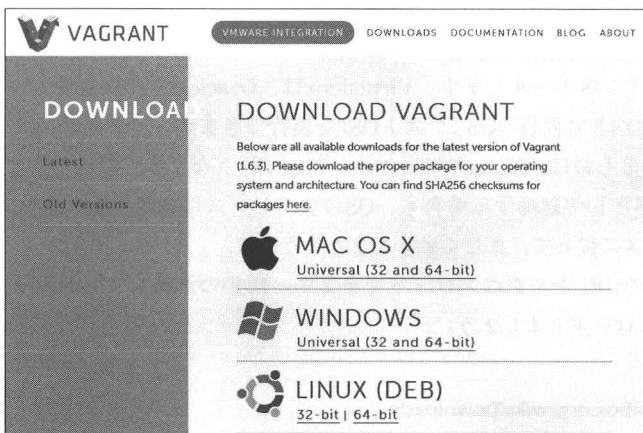 VAGRANT
VMWARE INTEGRATION DOWNLOADS DOCUMENTATION BLOG ABOUT
DOWNLOAD
Latest
Old Versions
DOWNLOAD VAGRANT
Below are all available downloads for the latest version of Vagrant
(1.6.3). Please download the proper package for your operating
system and architecture. You can find SHA256 checksums for
packages here.
MAC OS X
Universal (32 and 64-bit)
WINDOWS
Universal (32 and 64-bit)
LINUX (DEB)
32-bit | 64-bit